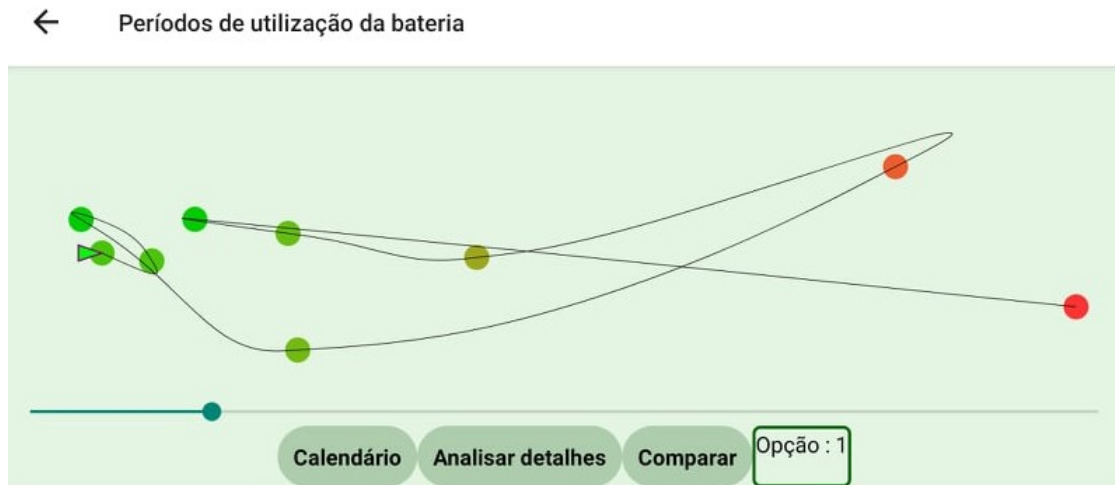 Períodos de utilização da bateria
Calendário Analisar detalhes Comparar Opção : 1